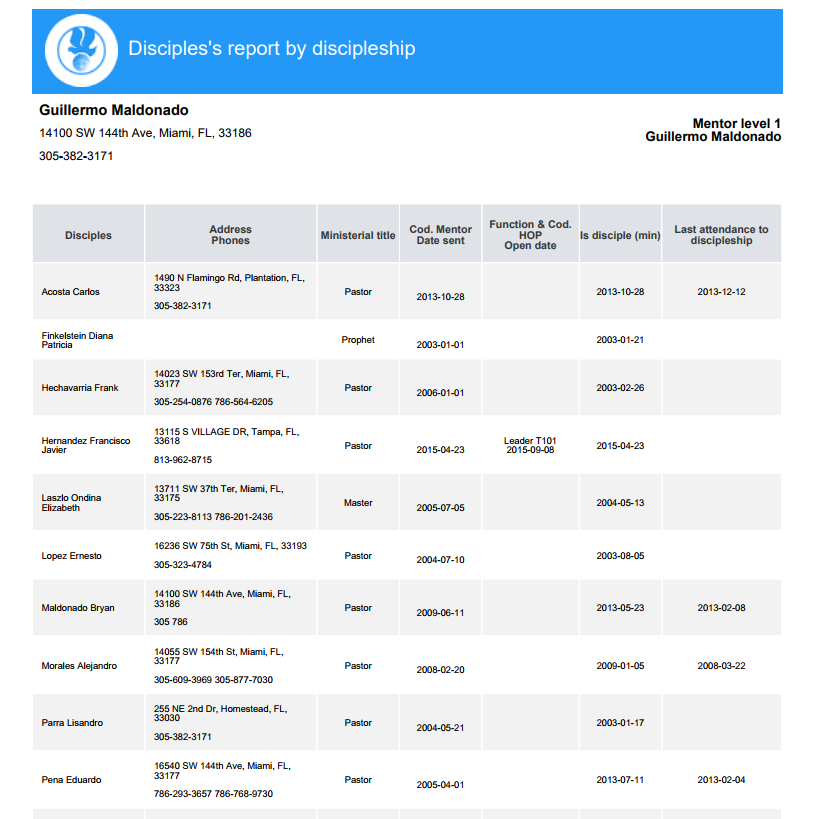 Disciples's report by discipleship
Guillermo Maldonado
14100 SW 144th Ave, Miami, FL, 33186
305-382-3171
Mentor level 1
Guillermo Maldonado
Disciples
Address
Phones
Ministerial title
Cod. Mentor
Date sent
Function & Cod.
HOP
Open date
Is disciple (min)
Last attendance to
discipleship
Acosta Carlos
1490 N Flamingo Rd, Plantation, FL,
33323
305-382-3171
Pastor
2013-10-28
2013-10-28
2013-12-12
Finkelstein Diana
Patricia
Prophet
2003-01-01
2003-01-21
Hechavarria Frank
14023 SW 153rd Ter, Miami, FL,
33177
305-254-0876 786-564-6205
Pastor
2006-01-01
2003-02-26
Hernandez Francisco
Javier
13115 S VILLAGE DR, Tampa, FL,
33618
813-962-8715
Pastor
2015-04-23
Leader T101
2015-09-08
2015-04-23
Laszlo Ondina
Elizabeth
13711 SW 37th Ter, Miami, FL,
33175
305-223-8113 786-201-2436
Master
2005-07-05
2004-05-13
Lopez Ernesto
16236 SW 75th St, Miami, FL, 33193
305-323-4784
Pastor
2004-07-10
2003-08-05
Maldonado Bryan
14100 SW 144th Ave, Miami, FL,
33186
305 786
Pastor
2009-06-11
2013-05-23
2013-02-08
Morales Alejandro
14055 SW 154th St, Miami, FL,
33177
305-609-3969 305-877-7030
Pastor
2008-02-20
2009-01-05
2008-03-22
Parra Lisandro
255 NE 2nd Dr, Homestead, FL,
33030
305-382-3171
Pastor
2004-05-21
2003-01-17
Pena Eduardo
16540 SW 144th Ave, Miami, FL,
33177
786-293-3657 786-768-9730
Pastor
2005-04-01
2013-07-11
2013-02-04